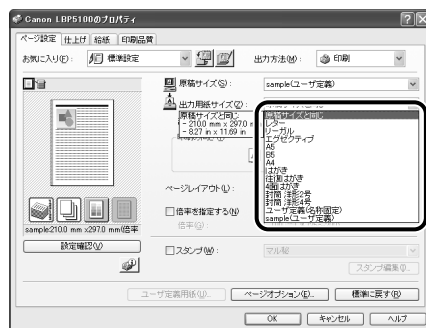 Canon LBP5100のプロパティ
ページ設定 仕上げ 給紙 印刷品質
お気に入り(F): 標準設定 出力方法(M): 印刷
原稿サイズ(S): sample(ユーザ定義)
出力用紙サイズ(Z):
原稿サイズと同じ
- 210.0 mm x 297.0 m
- 8.27 in x 11.69 in
原稿サイズと同じ
レター
リーガル
エグゼクティブ
A5
B5
A4
はがき
往復はがき
4面はがき
封筒 洋形2号
封筒 洋形4号
ユーザ定義(名称固定)
sample(ユーザ定義)
ページレイアウト(L):
倍率を指定する(N)
倍率(G):
sample:210.0 mm x297.0 mm(倍率
設定確認(V)
スタンプ(W):
マル秘
スタンプ編集(I)...
ユーザ定義用紙(U)... ページオプション(E)... 標準に戻す(R)
OK キャンセル ヘルプ